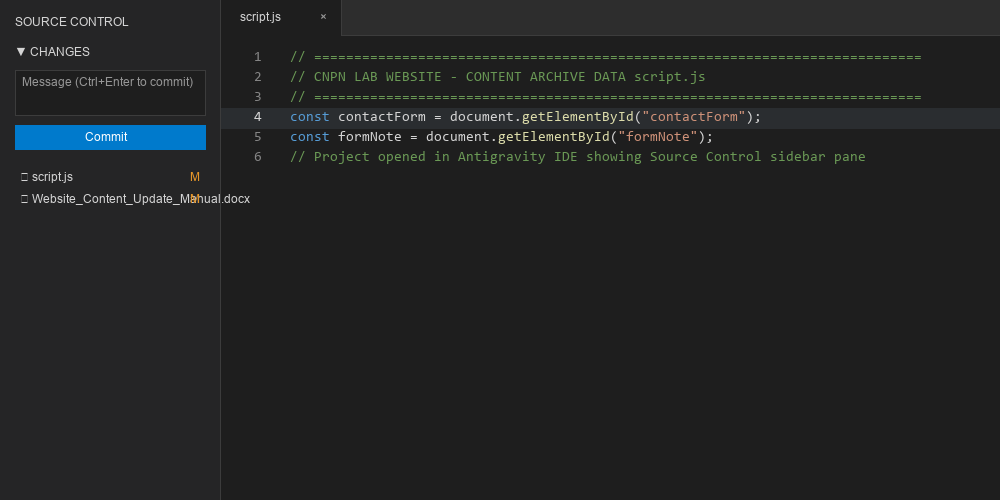 SOURCE CONTROL
▼ CHANGES
Message (Ctrl+Enter to commit)
Commit
script.js M
Website_Content_Update_Manual.docx M
script.js ×
1 // ============================================================================
2 // CNPN LAB WEBSITE - CONTENT ARCHIVE DATA script.js
3 // ============================================================================
4 const contactForm = document.getElementById("contactForm");
5 const formNote = document.getElementById("formNote");
6 // Project opened in Antigravity IDE showing Source Control sidebar pane